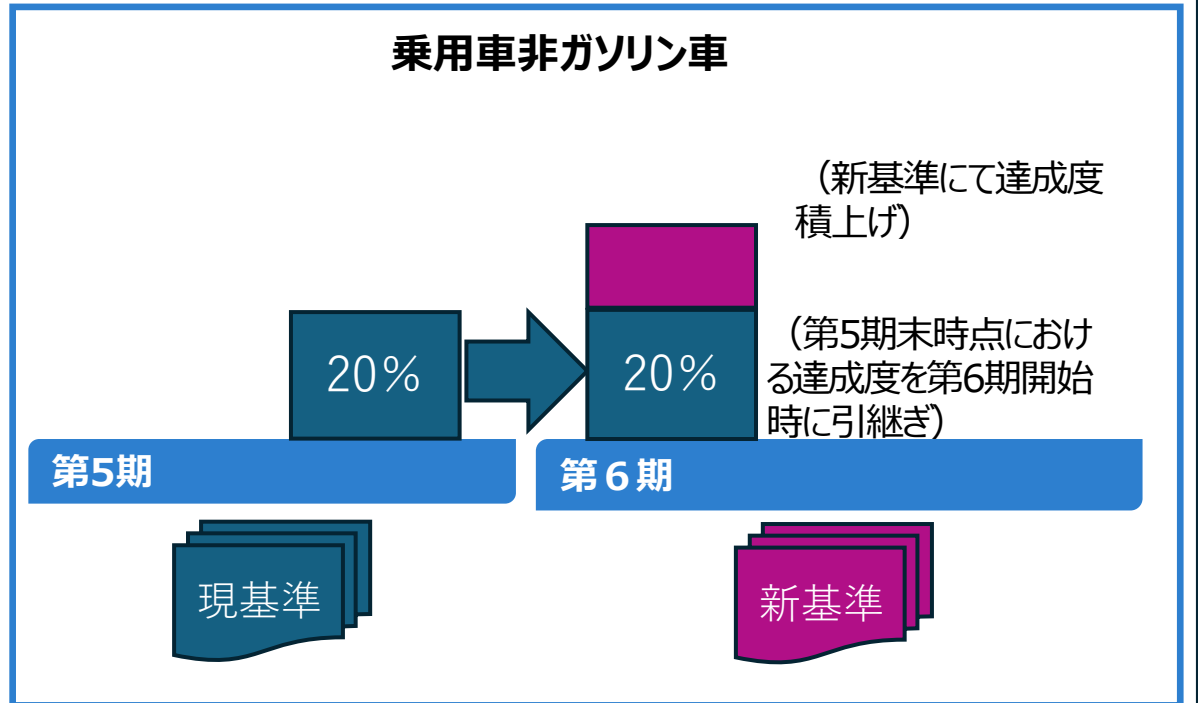 乗用車非ガソリン車
（新基準にて達成度
積上げ）
20%
20%
（第5期末時点におけ
る達成度を第6期開始
時に引継ぎ）
第5期
第６期
現基準
新基準